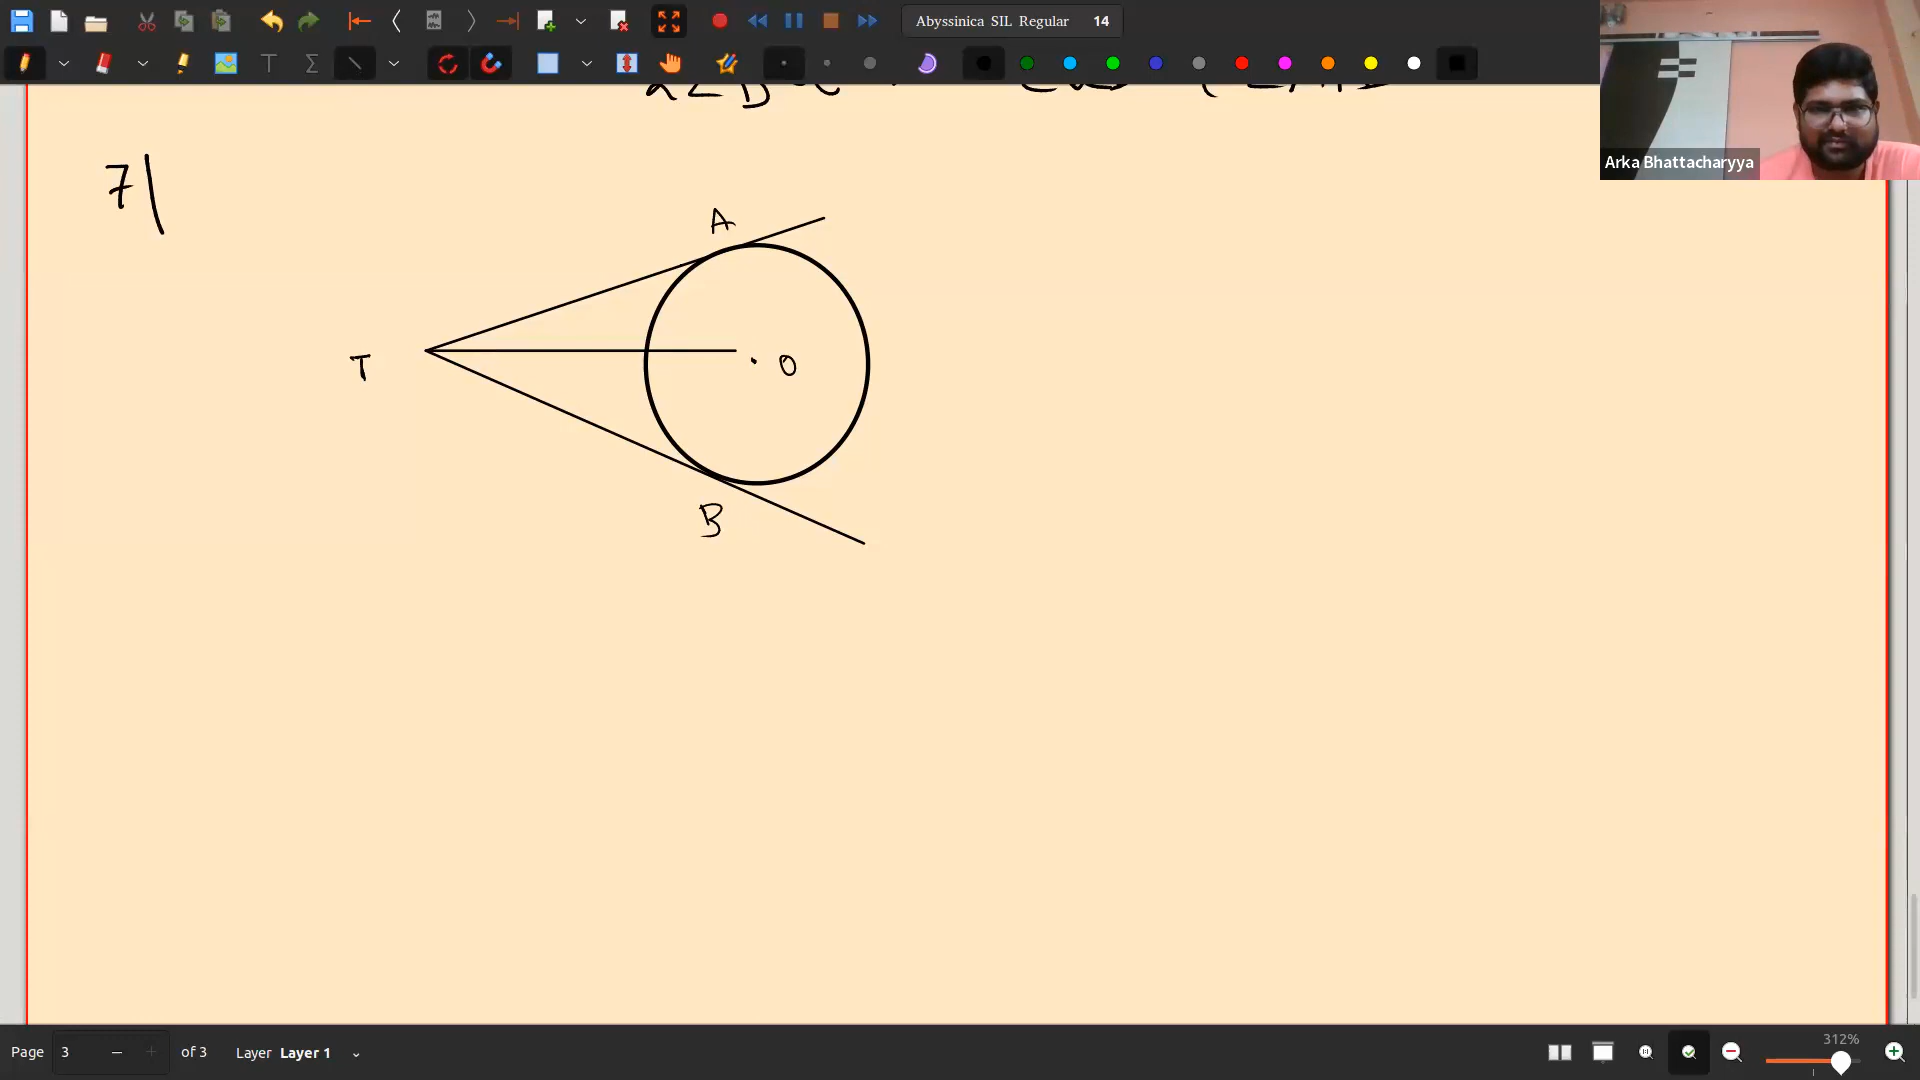 Abyssinica SIL Regular 14
Arka Bhattacharyya
7|
A
T
O
B
Page 3 of 3 Layer Layer 1
312%